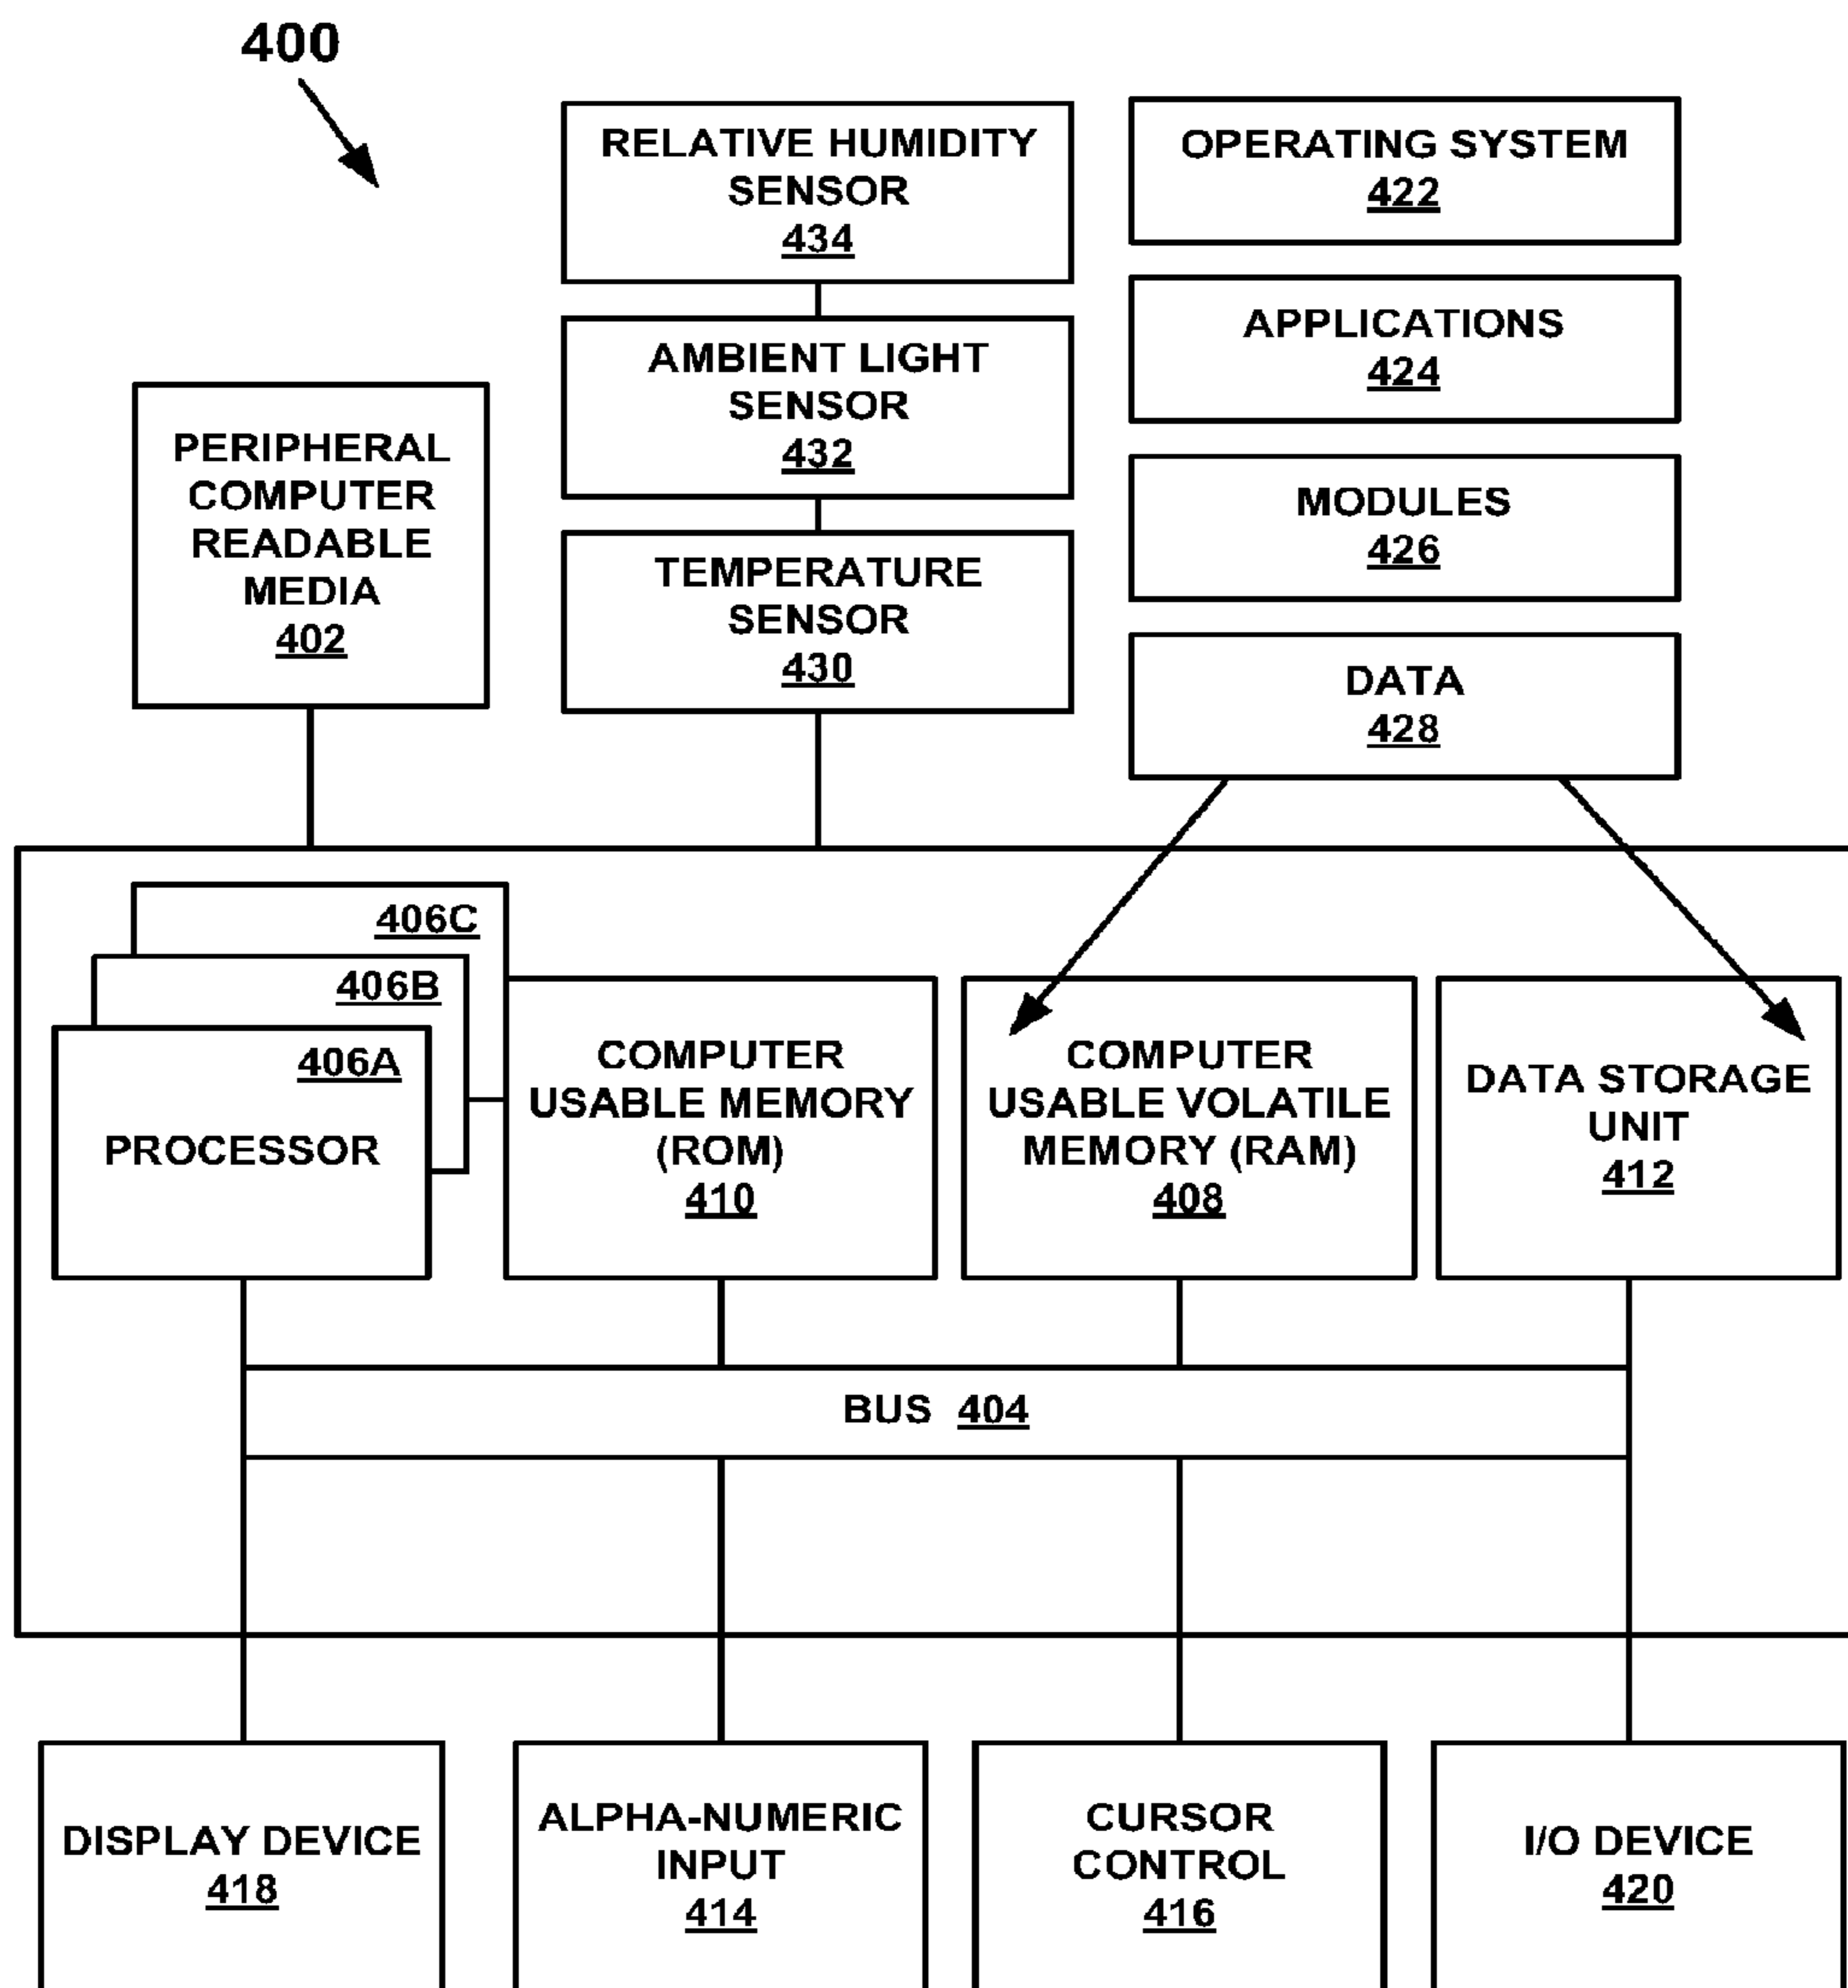 400
RELATIVE HUMIDITY
SENSOR
434
OPERATING SYSTEM
422
APPLICATIONS
424
AMBIENT LIGHT
SENSOR
432
PERIPHERAL
COMPUTER
READABLE
MEDIA
402
MODULES
426
TEMPERATURE
SENSOR
430
DATA
428
406C
406B
406A
PROCESSOR
COMPUTER
USABLE MEMORY
(ROM)
410
COMPUTER
USABLE VOLATILE
MEMORY (RAM)
408
DATA STORAGE
UNIT
412
BUS 404
DISPLAY DEVICE
418
ALPHA-NUMERIC
INPUT
414
CURSOR
CONTROL
416
I/O DEVICE
420